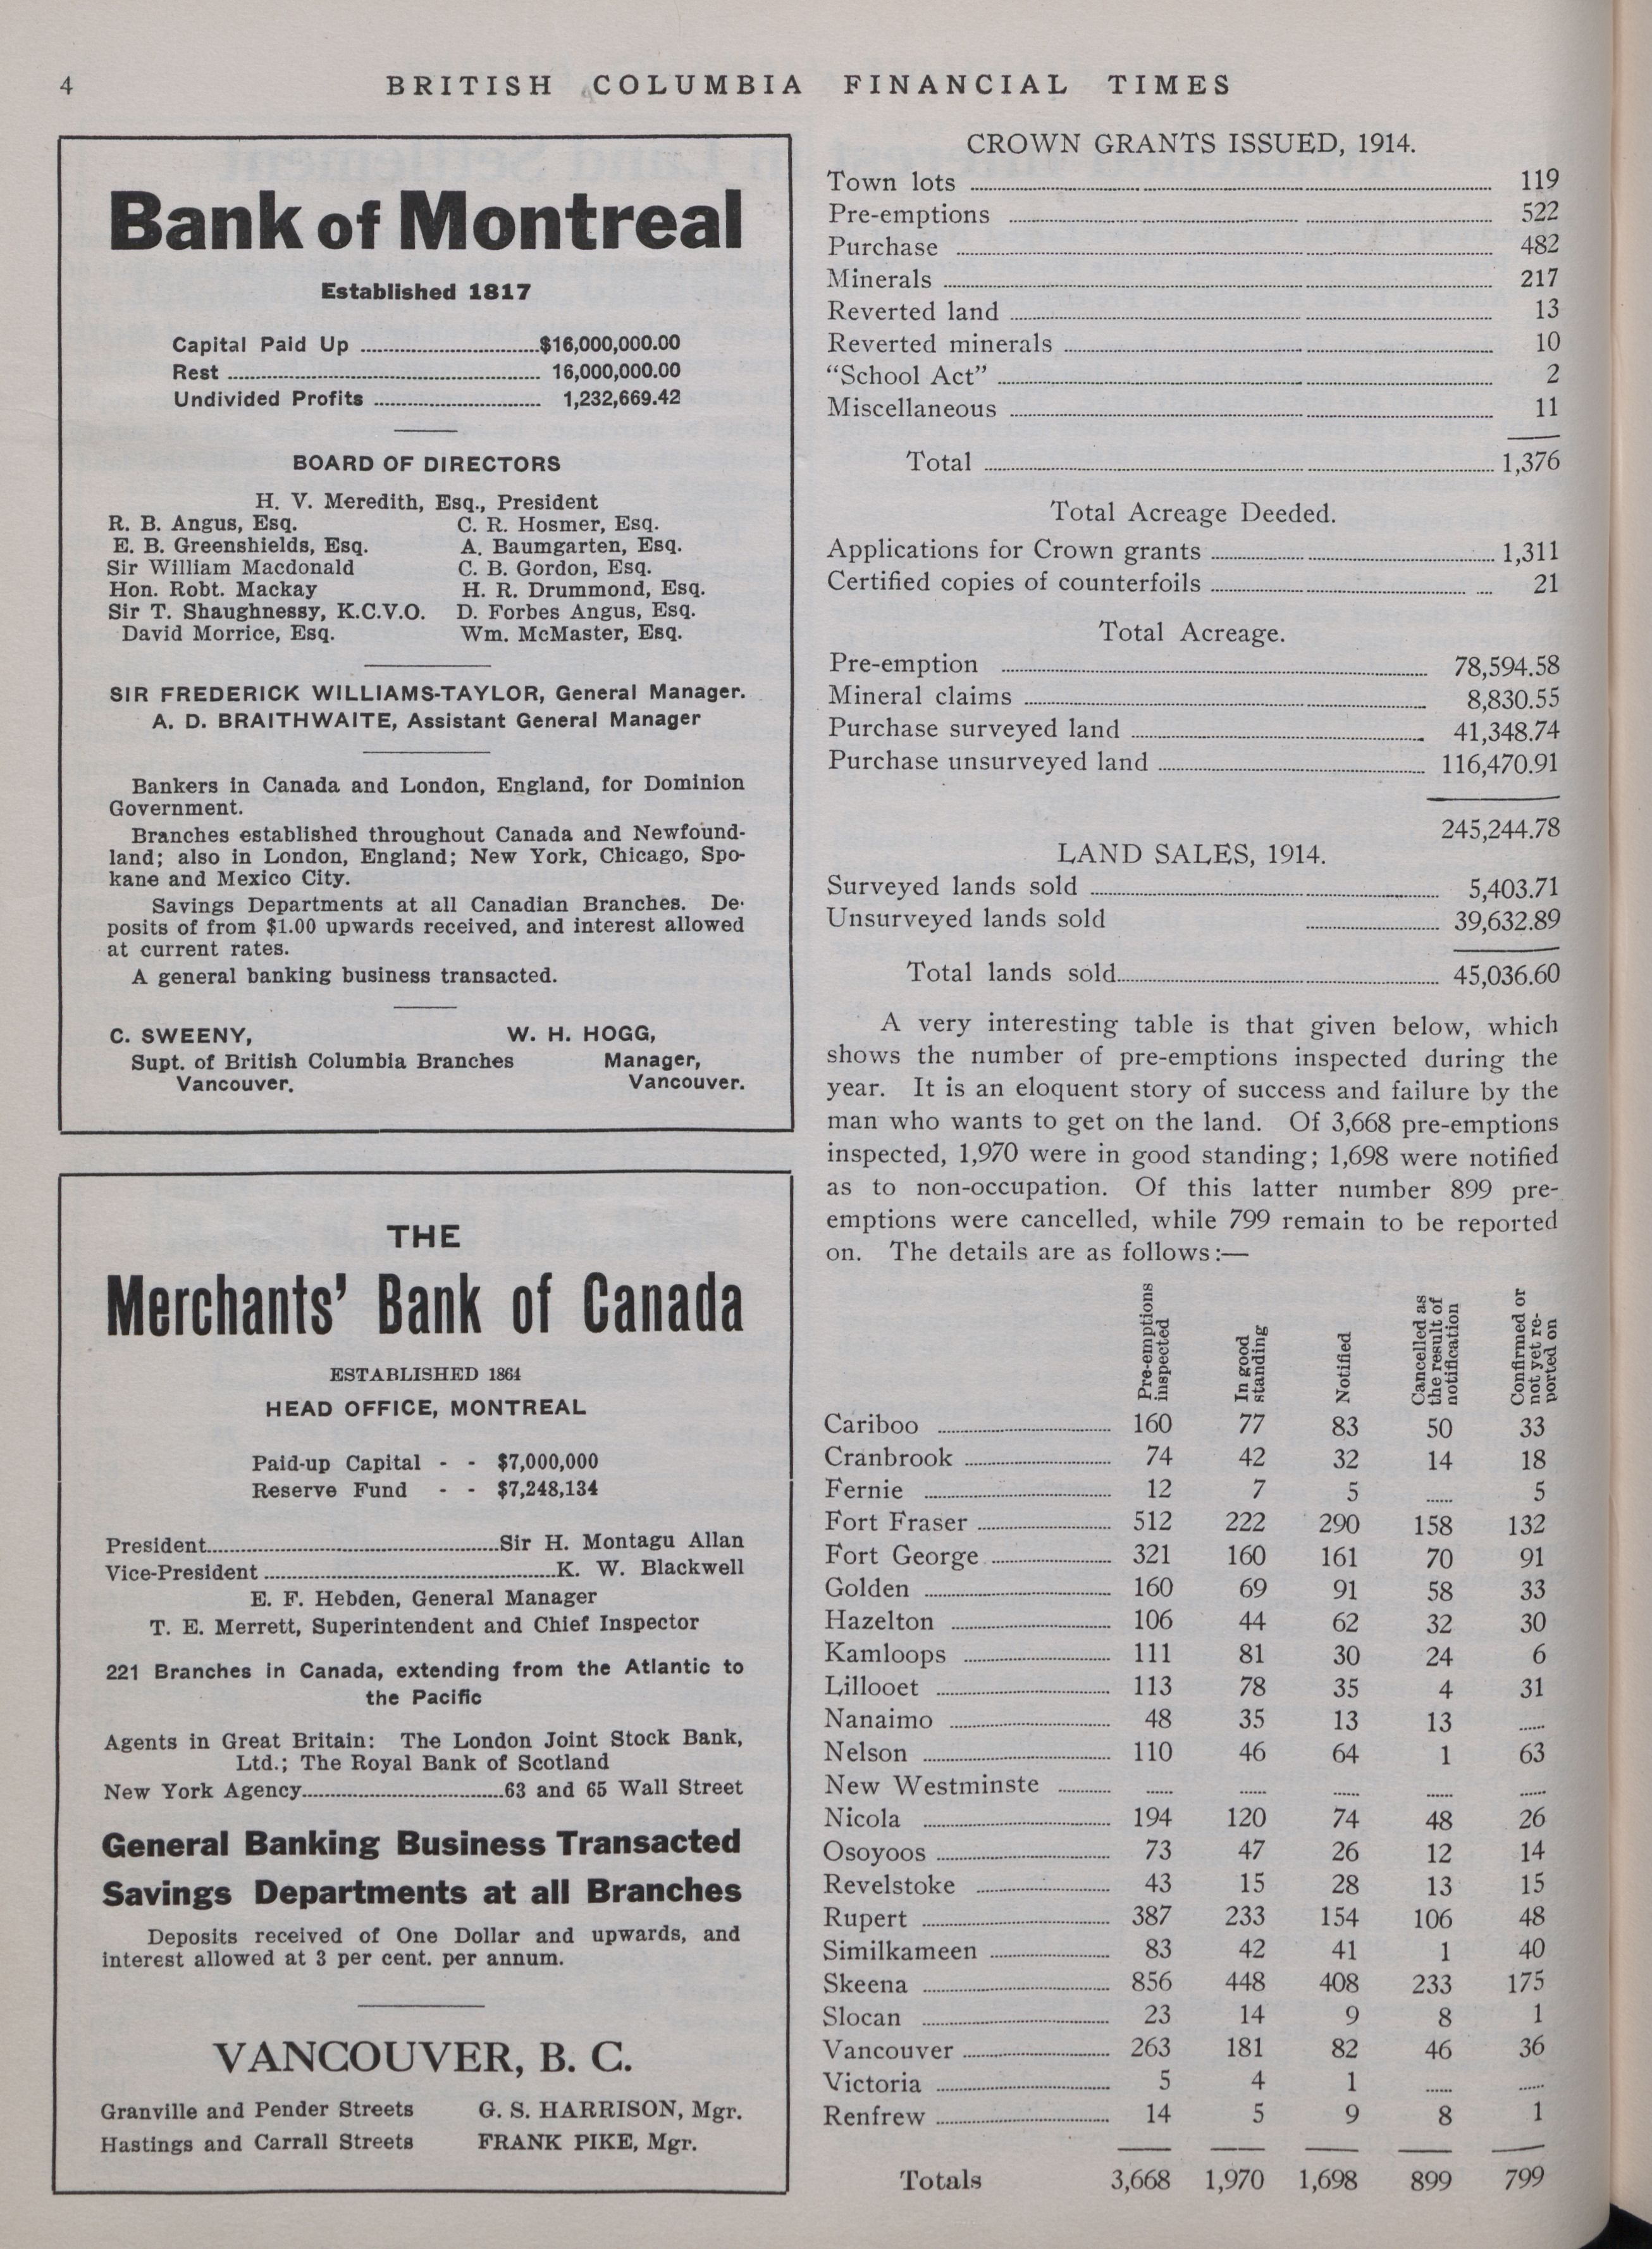 4
BRITISH COLUMBIA FINANCIAL TIMES
Bank of Montreal
Established 1817
Capital Paid Up $16,000,000.00
Rest 16,000,000.00
Undivided Profits 1,232,669.42
BOARD OF DIRECTORS
H. V. Meredith, Esq., President
R. B. Angus, Esq. C. R. Hosmer, Esq.
E. B. Greenshields, Esq. A. Baumgarten, Esq.
Sir William Macdonald C. B. Gordon, Esq.
Hon. Robt. Mackay H. R. Drummond, Esq.
Sir T. Shaughnessy, K.C.V.O. D. Forbes Angus, Esq.
David Morrice, Esq. Wm. McMaster, Esq.
SIR FREDERICK WILLIAMS-TAYLOR, General Manager.
A. D. BRAITHWAITE, Assistant General Manager
Bankers in Canada and London, England, for Dominion
Government.
Branches established throughout Canada and Newfound-
land; also in London, England; New York, Chicago, Spo-
kane and Mexico City.
Savings Departments at all Canadian Branches. De-
posits of from $1.00 upwards received, and interest allowed
at current rates.
A general banking business transacted.
C. SWEENY, W. H. HOGG,
Supt. of British Columbia Branches Manager,
Vancouver. Vancouver.
THE
Merchants' Bank of Canada
ESTABLISHED 1864
HEAD OFFICE, MONTREAL
Paid-up Capital - - $7,000,000
Reserve Fund - - $7,248,134
President Sir H. Montagu Allan
Vice-President K. W. Blackwell
E. F. Hebden, General Manager
T. E. Merrett, Superintendent and Chief Inspector
221 Branches in Canada, extending from the Atlantic to
the Pacific
Agents in Great Britain: The London Joint Stock Bank,
Ltd.; The Royal Bank of Scotland
New York Agency 63 and 65 Wall Street
General Banking Business Transacted
Savings Departments at all Branches
Deposits received of One Dollar and upwards, and
interest allowed at 3 per cent. per annum.
VANCOUVER, B. C.
Granville and Pender Streets G. S. HARRISON, Mgr.
Hastings and Carrall Streets FRANK PIKE, Mgr.
CROWN GRANTS ISSUED, 1914.
Town lots 119
Pre-emptions 522
Purchase 482
Minerals 217
Reverted land 13
Reverted minerals 10
"School Act" 2
Miscellaneous 11
Total 1,376
Total Acreage Deeded.
Applications for Crown grants 1,311
Certified copies of counterfoils 21
Total Acreage.
Pre-emption 78,594.58
Mineral claims 8,830.55
Purchase surveyed land 41,348.74
Purchase unsurveyed land 116,470.91
245,244.78
LAND SALES, 1914.
Surveyed lands sold 5,403.71
Unsurveyed lands sold 39,632.89
Total lands sold 45,036.60
A very interesting table is that given below, which
shows the number of pre-emptions inspected during the
year. It is an eloquent story of success and failure by the
man who wants to get on the land. Of 3,668 pre-emptions
inspected, 1,970 were in good standing; 1,698 were notified
as to non-occupation. Of this latter number 899 pre-
emptions were cancelled, while 799 remain to be reported
on. The details are as follows:—
Pre-emptions
inspected
In good
standing
Notified
Cancelled as
the result of
notification
Confirmed or
not yet re-
ported on
Cariboo 160 77 83 50 33
Cranbrook 74 42 32 14 18
Fernie 12 7 5 ...... 5
Fort Fraser 512 222 290 158 132
Fort George 321 160 161 70 91
Golden 160 69 91 58 33
Hazelton 106 44 62 32 30
Kamloops 111 81 30 24 6
Lillooet 113 78 35 4 31
Nanaimo 48 35 13 13 ......
Nelson 110 46 64 1 63
New Westminste ...... ...... ...... ...... ......
Nicola 194 120 74 48 26
Osoyoos 73 47 26 12 14
Revelstoke 43 15 28 13 15
Rupert 387 233 154 106 48
Similkameen 83 42 41 1 40
Skeena 856 448 408 233 175
Slocan 23 14 9 8 1
Vancouver 263 181 82 46 36
Victoria 5 4 1 ...... ......
Renfrew 14 5 9 8 1
Totals 3,668 1,970 1,698 899 799